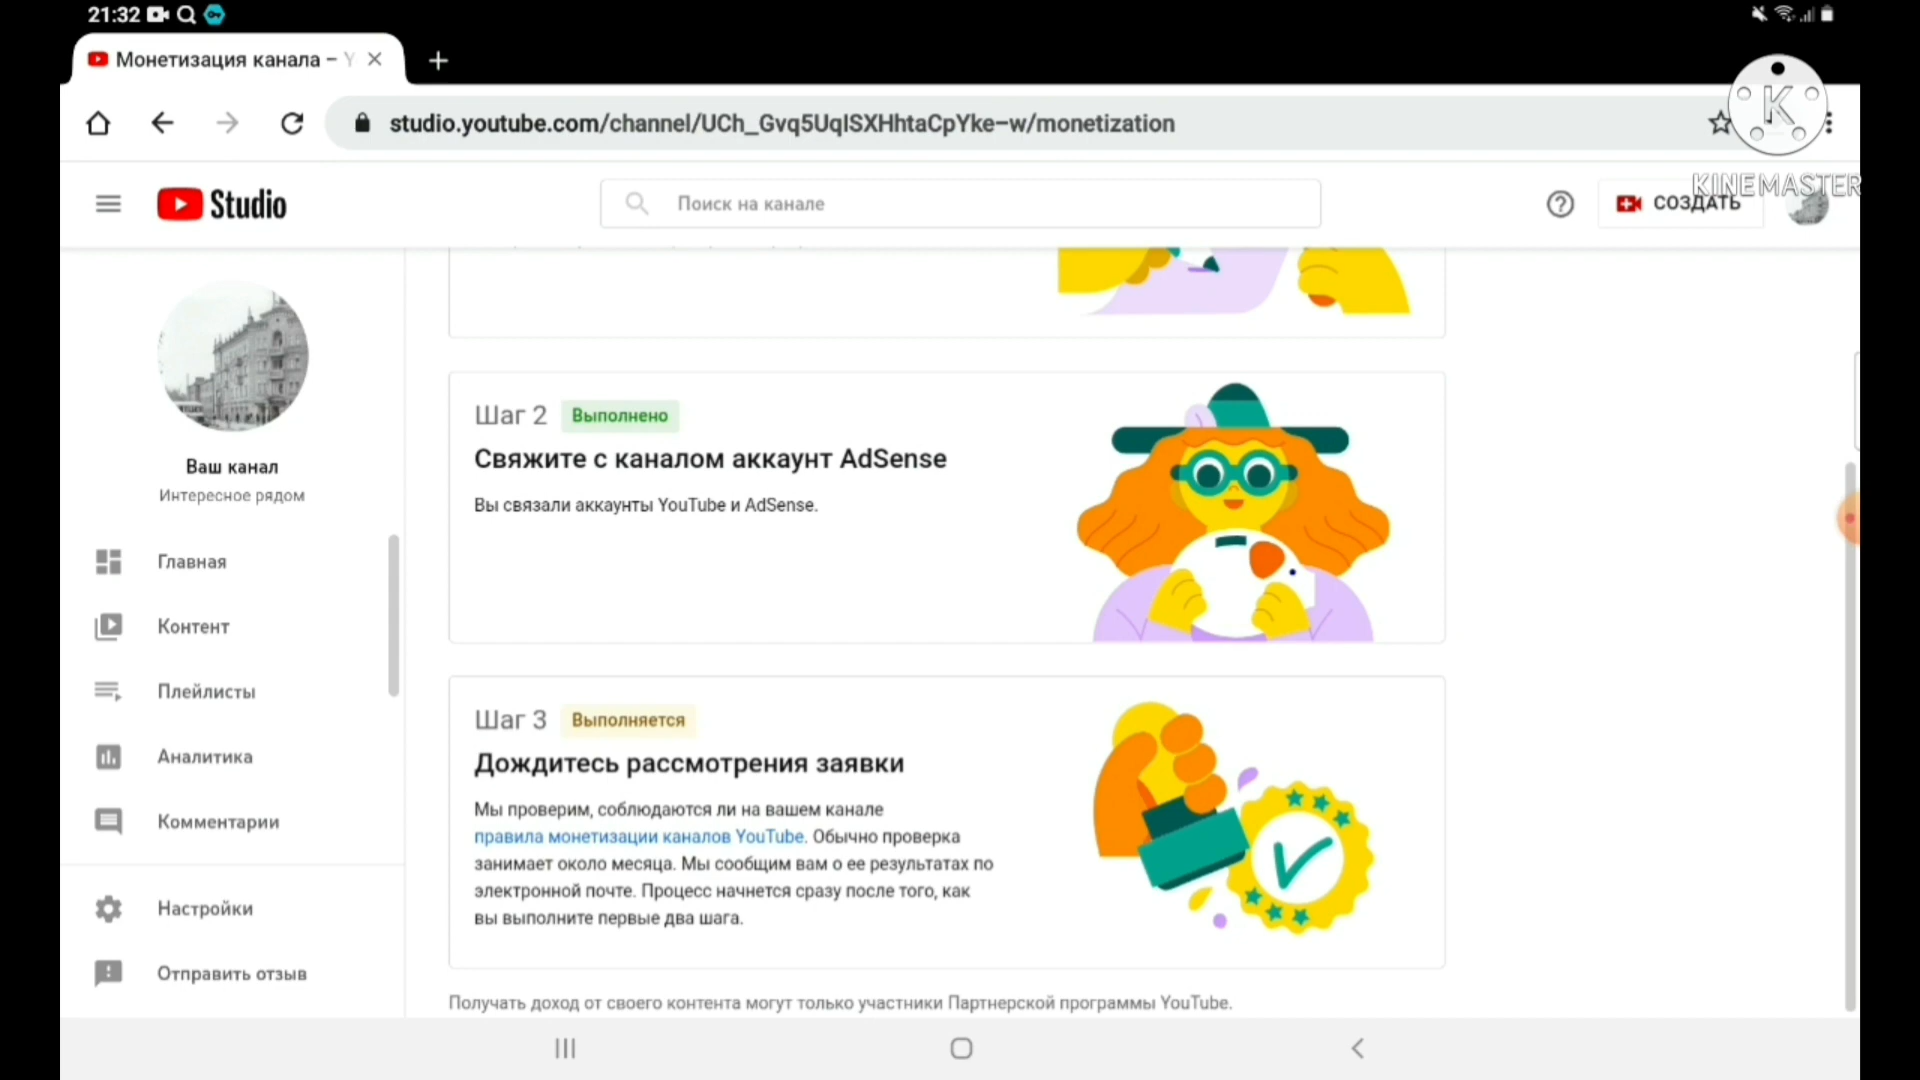 21:32
Монетизация канала – Y
studio.youtube.com/channel/UCh_Gvq5UqISXHhtaCpYke-w/monetization
K
KINEMASTER
Studio
Поиск на канале
СОЗДАТЬ
Ваш канал
Интересное рядом
Главная
Контент
Плейлисты
Аналитика
Комментарии
Настройки
Отправить отзыв
Шаг 2 Выполнено
Свяжите с каналом аккаунт AdSense
Вы связали аккаунты YouTube и AdSense.
Шаг 3 Выполняется
Дождитесь рассмотрения заявки
Мы проверим, соблюдаются ли на вашем канале
правила монетизации каналов YouTube. Обычно проверка
занимает около месяца. Мы сообщим вам о ее результатах по
электронной почте. Процесс начнется сразу после того, как
вы выполните первые два шага.
Получать доход от своего контента могут только участники Партнерской программы YouTube.